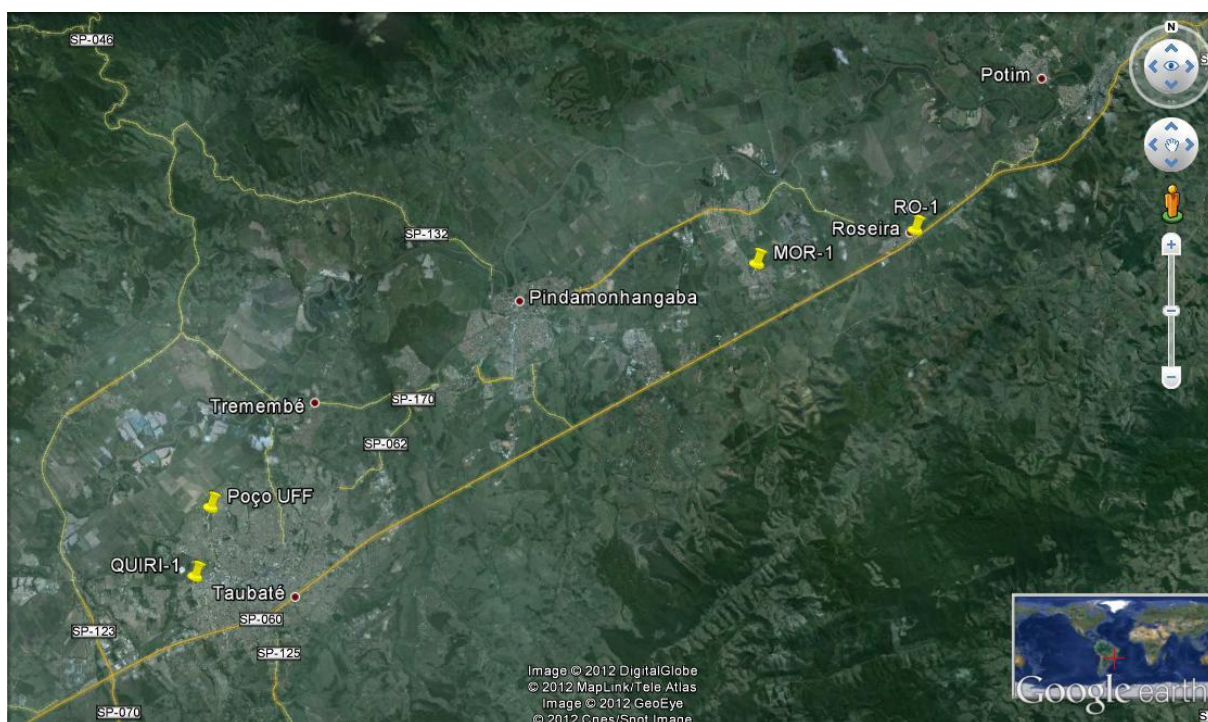 SP-046
N
Potim
RO-1
Roseira
SP-132
MOR-1
Pindamonhangaba
Tremembé
SP-170
SP-062
Poço UFF
QUIRI-1
Taubaté
SP-060
SP-123
SP-125
SP-070
Image © 2012 DigitalGlobe
© 2012 MapLink/Tele Atlas
Image © 2012 GeoEye
© 2012 Cnes/Spot Image
Google earth